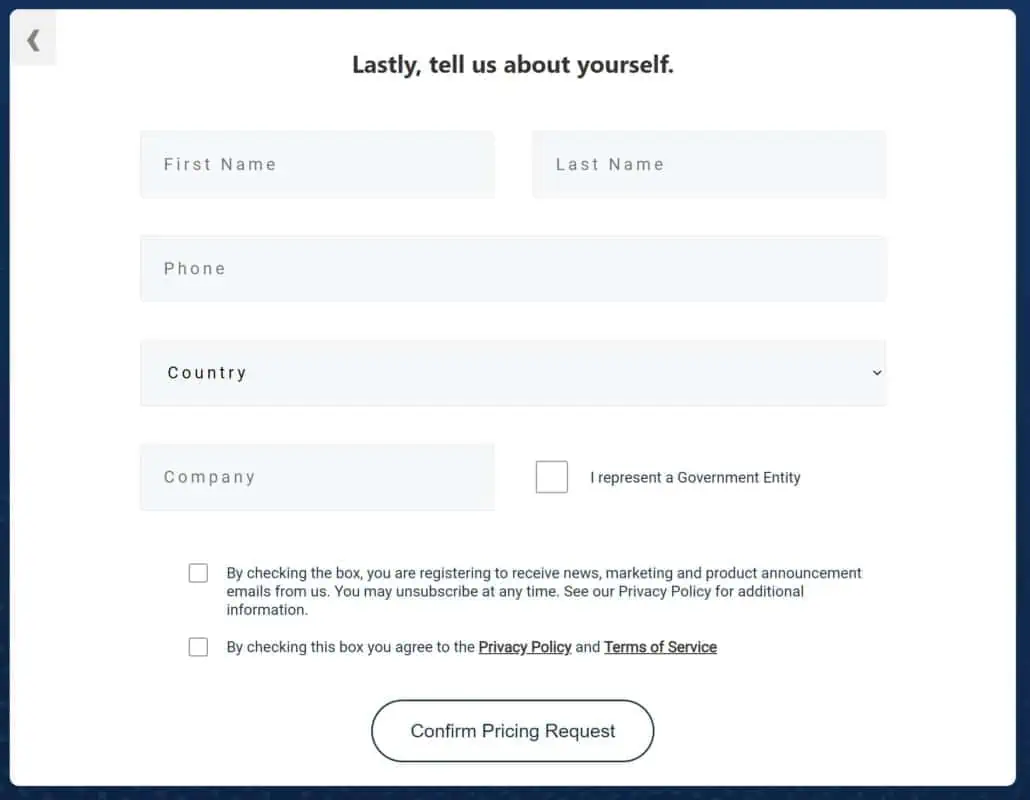 Lastly, tell us about yourself.
First Name
Last Name
Phone
Country
Company
I represent a Government Entity
By checking the box, you are registering to receive news, marketing and product announcement
emails from us. You may unsubscribe at any time. See our Privacy Policy for additional
information.
By checking this box you agree to the Privacy Policy and Terms of Service
Confirm Pricing Request